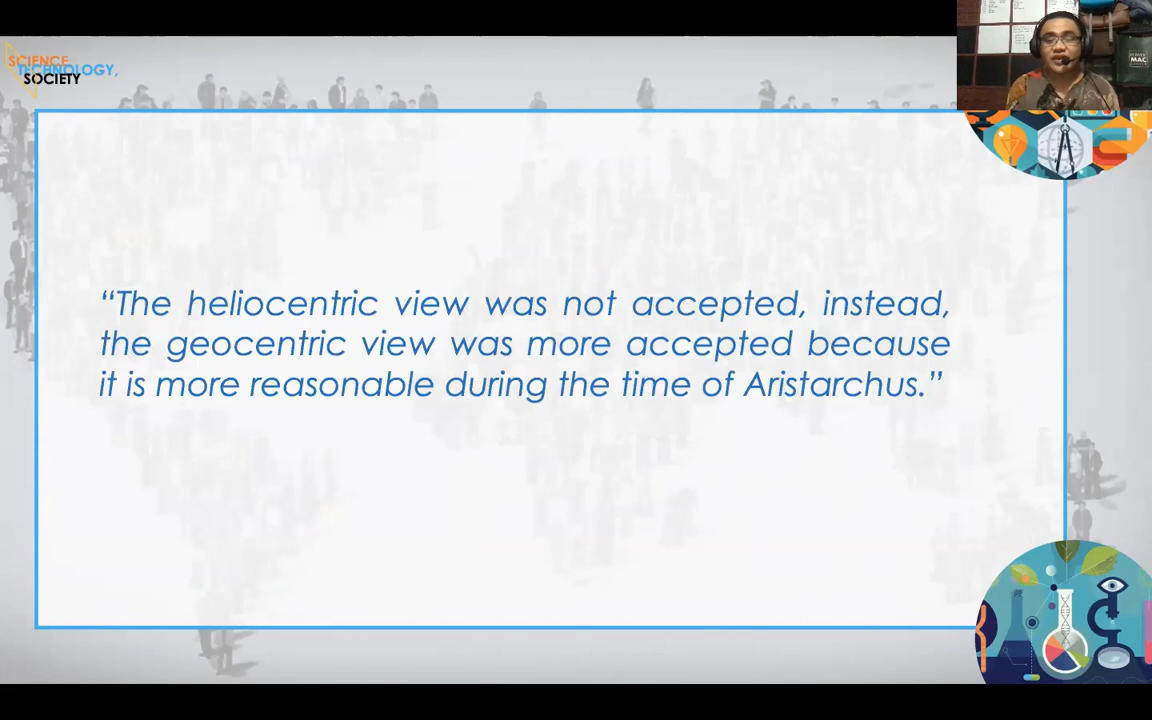 SCIENCE,
TECHNOLOGY,
SOCIETY
MAC
“The heliocentric view was not accepted, instead,
the geocentric view was more accepted because
it is more reasonable during the time of Aristarchus.”